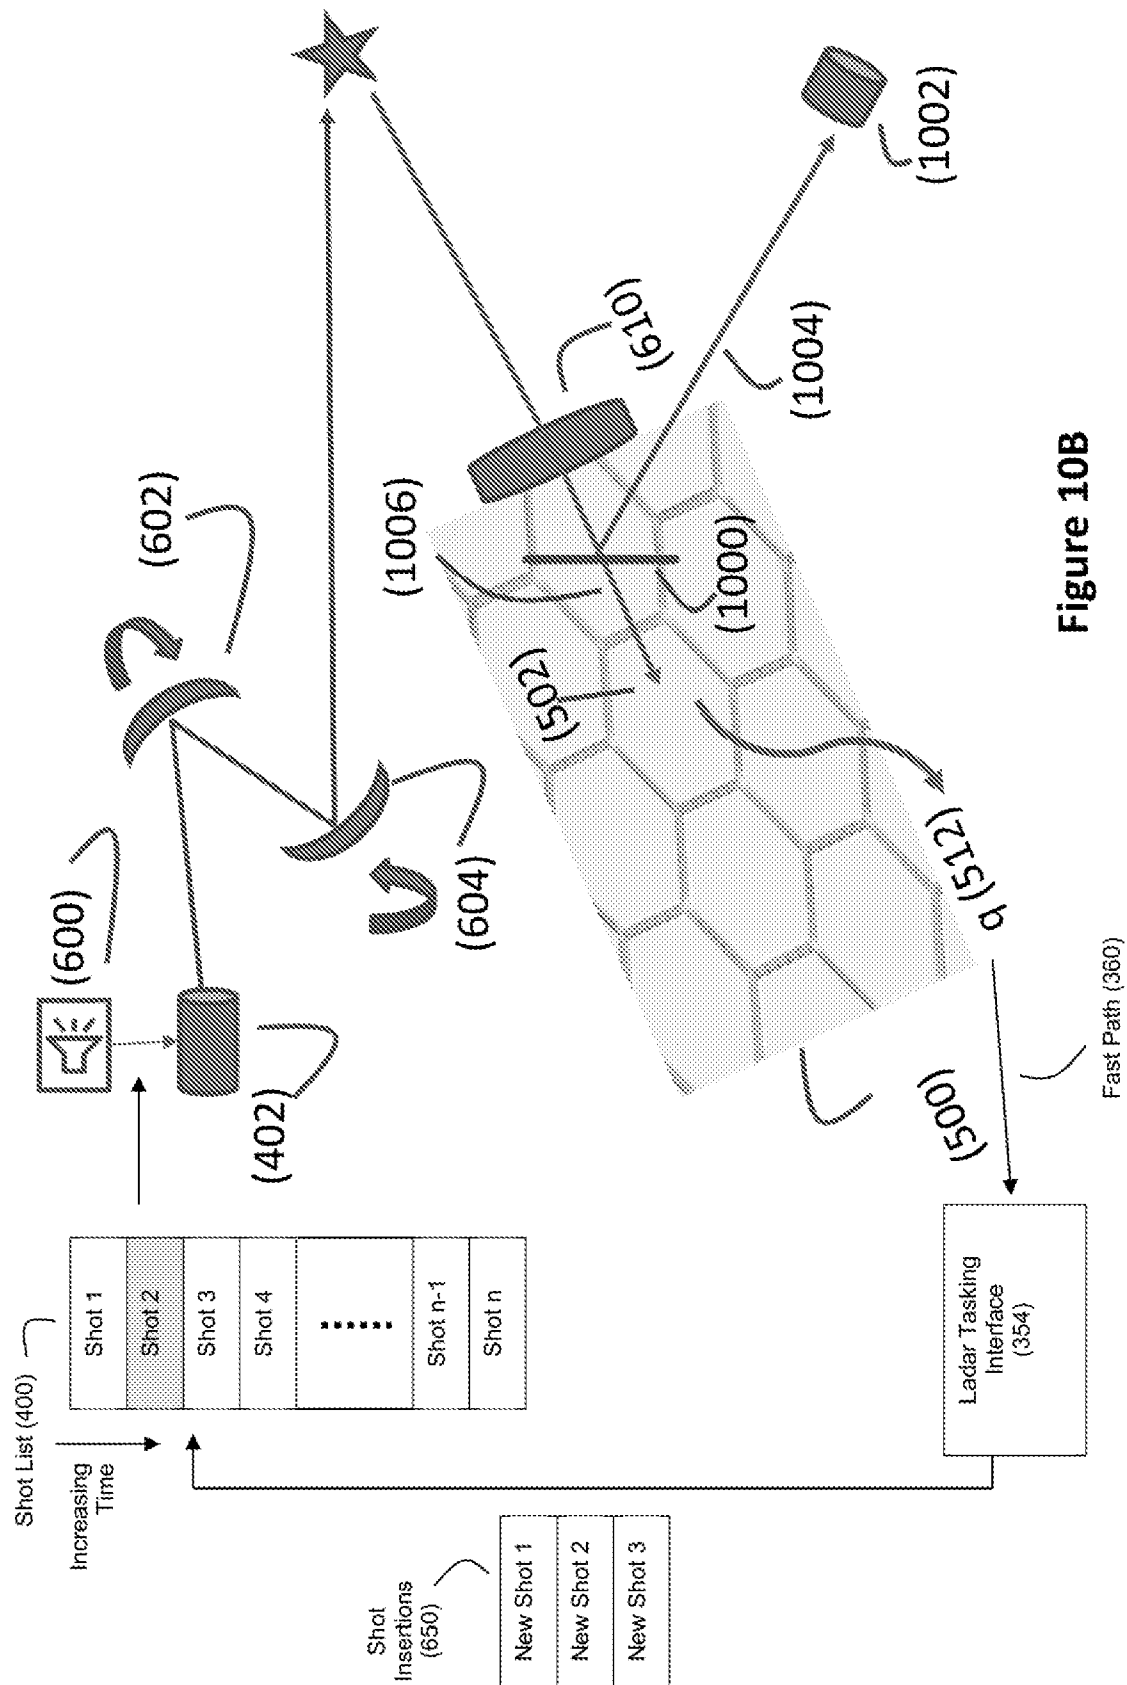 Shot List (400)
Increasing
Time
Shot 1
Shot 2
Shot 3
Shot 4
Shot n-1
Shot n
Shot
Insertions
(650)
New Shot 1
New Shot 2
New Shot 3
Ladar Tasking
Interface
(354)
Fast Path (360)
(600)
(402)
(602)
(604)
(1006)
(502)
(1000)
(610)
(1004)
(1002)
q (512)
(500)
Figure 10B